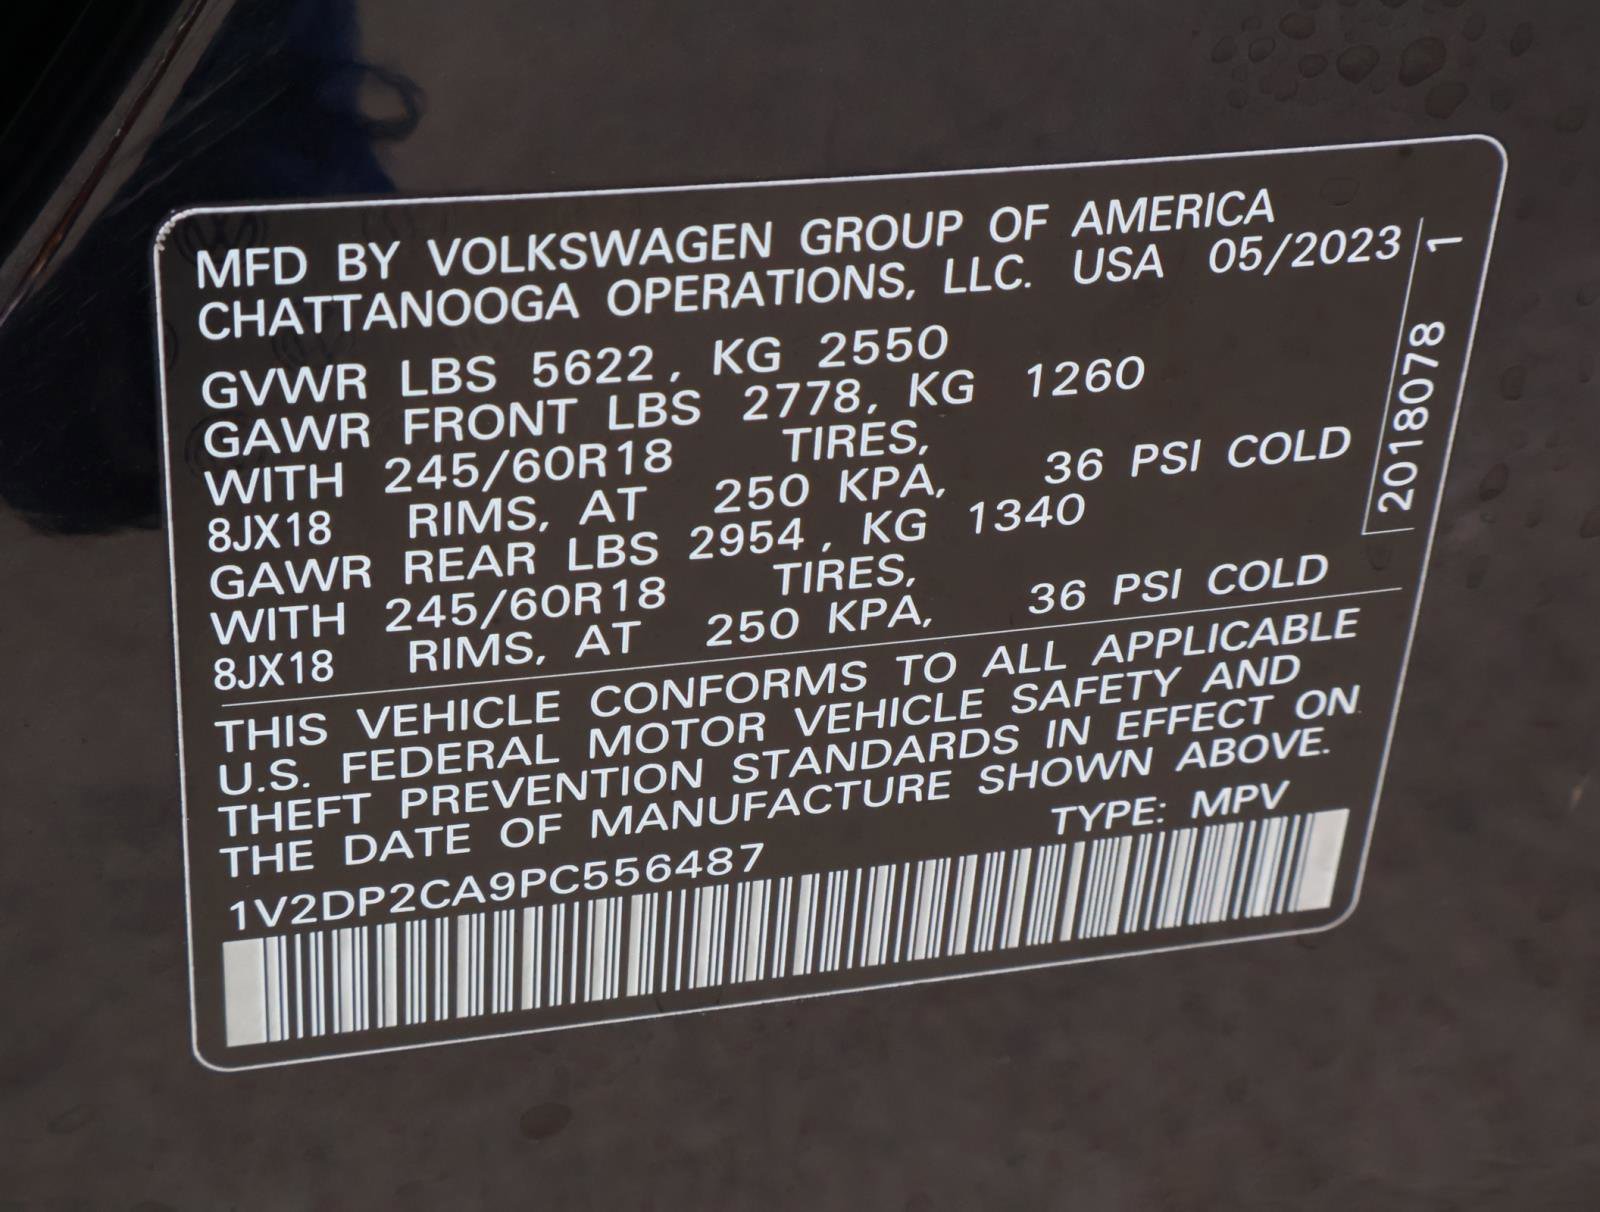 MFD BY VOLKSWAGEN GROUP OF AMERICA
CHATTANOOGA OPERATIONS, LLC. USA 05/2023
GVWR LBS 5622, KG 2550
GAWR FRONT LBS 2778, KG 1260
WITH 245/60R18 TIRES,
8JX18 RIMS, AT 250 KPA, 36 PSI COLD
GAWR REAR LBS 2954, KG 1340
WITH 245/60R18 TIRES,
8JX18 RIMS, AT 250 KPA, 36 PSI COLD
THIS VEHICLE CONFORMS TO ALL APPLICABLE
U.S. FEDERAL MOTOR VEHICLE SAFETY AND
THEFT PREVENTION STANDARDS IN EFFECT ON
THE DATE OF MANUFACTURE SHOWN ABOVE.
1V2DP2CA9PC556487 TYPE: MPV
2018078 1